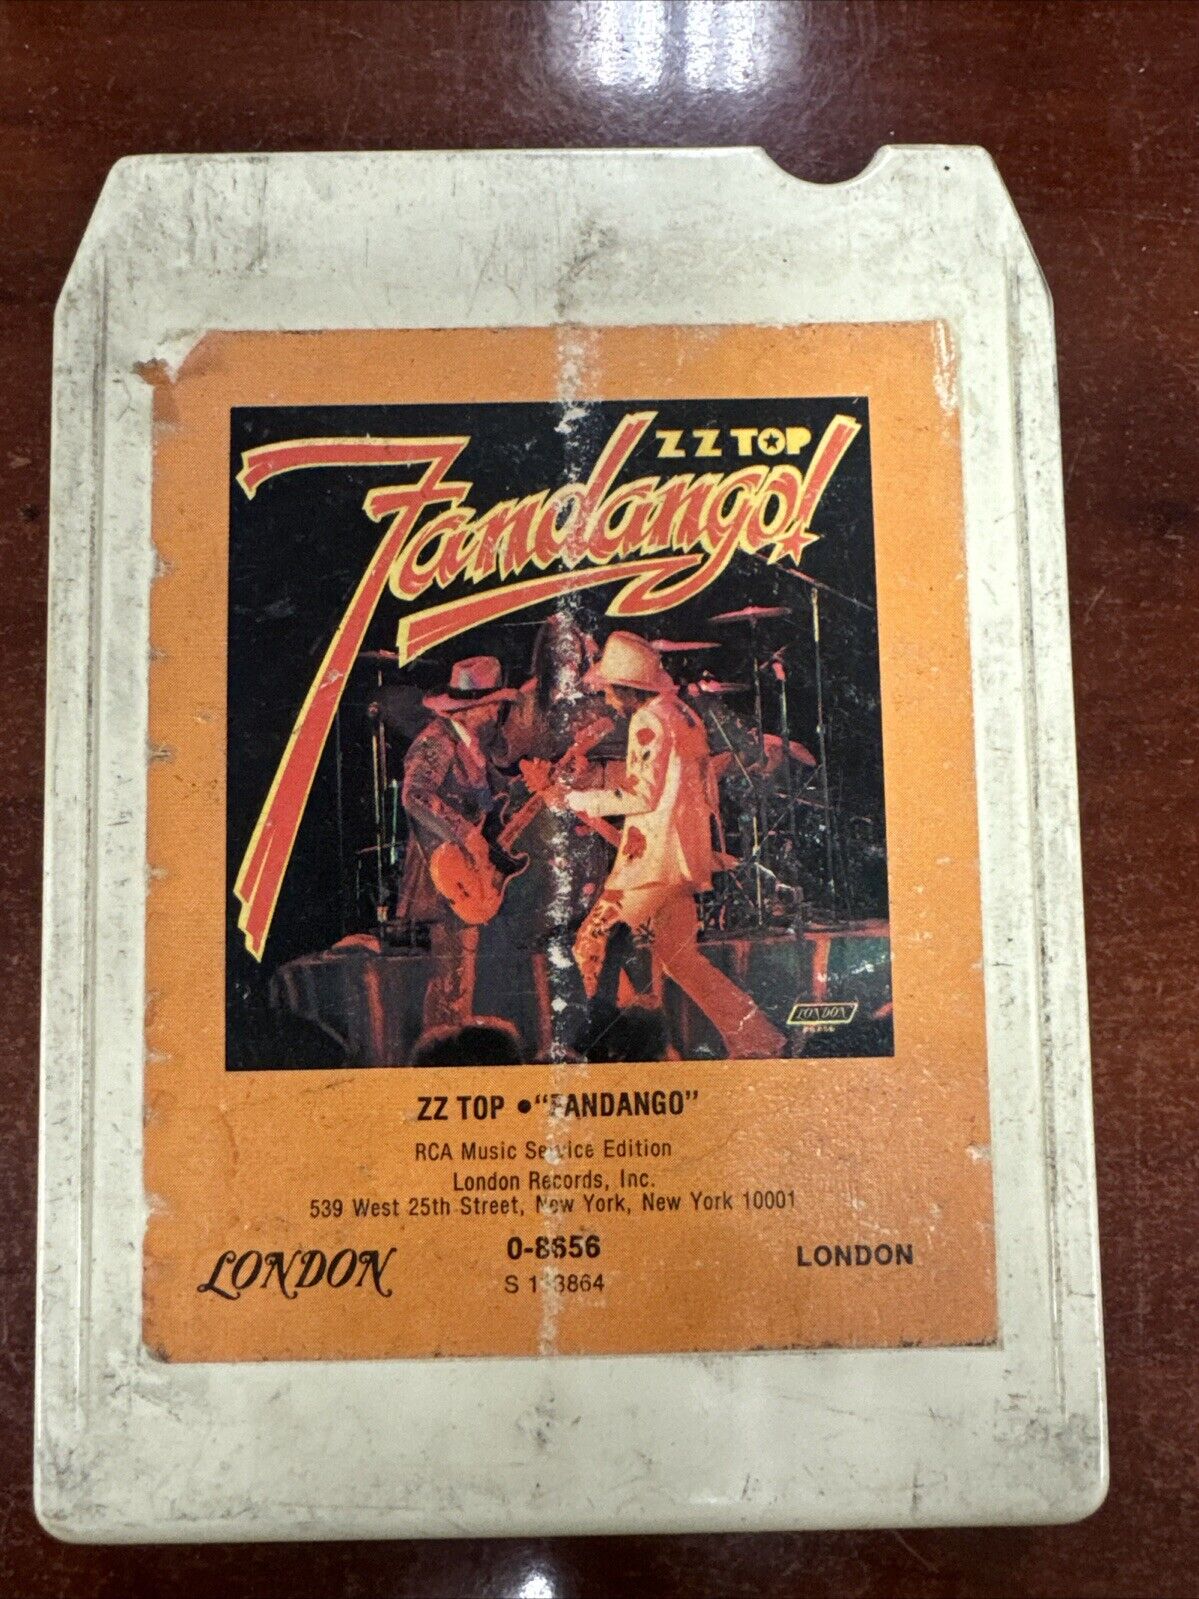 ZZ TOP
Fandango!
LONDON
ZZ TOP • "FANDANGO"
RCA Music Service Edition
London Records, Inc.
539 West 25th Street, New York, New York 10001
LONDON 0-8656 LONDON
S